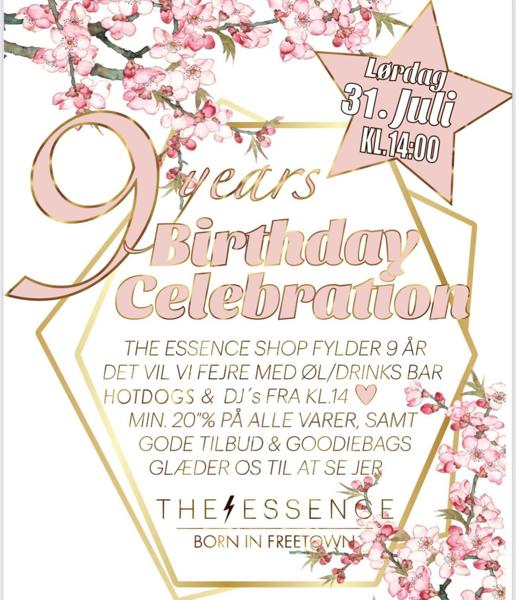 Lørdag
31. Juli
KL.14:00
9 years
Birthday
Celebration
THE ESSENCE SHOP FYLDER 9 ÅR
DET VIL VI FEJRE MED ØL/DRINKS BAR
HOTDOGS & DJ´s FRA KL.14
MIN. 20"% PÅ ALLE VARER, SAMT
GODE TILBUD & GOODIEBAGS
GLÆDER OS TIL AT SE JER
THE ESSENCE
BORN IN FREETOWN